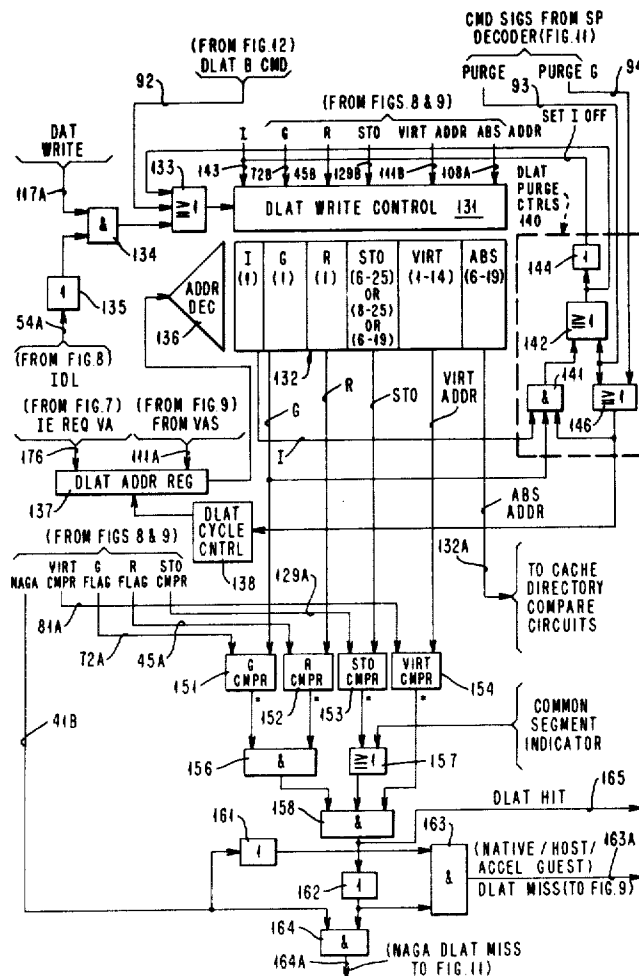 CMD SIGS FROM SP
DECODER (FIG.11)
(FROM FIG.12)
DLAT B CMD
PURGE
PURGE G
94
92
93
SET I OFF
(FROM FIGS. 8 & 9)
DAT
WRITE
I
G
R
STO
VIRT ADDR
ABS ADDR
133
143
72B
45B
129B
111B
108A
DLAT
PURGE
CTRLS
140
117A
≥1
DLAT WRITE CONTROL 131
&
134
1
144
1
135
ADDR
DEC
136
I
(1)
G
(1)
R
(1)
STO
(6-25)
OR
(8-25)
OR
(6-19)
VIRT
(1-14)
ABS
(6-19)
≥1
142
54A
(FROM FIG.8)
IDL
132
141
&
≥1
146
G
R
STO
VIRT
ADDR
(FROM FIG.7)
IE REQ VA
(FROM FIG.9)
FROM VAS
176
111A
I
DLAT ADDR REG
137
ABS
ADDR
DLAT
CYCLE
CNTRL
138
(FROM FIGS 8 & 9)
132A
NAGA
VIRT
CMPR
G
FLAG
R
FLAG
STO
CMPR
129A
TO CACHE
DIRECTORY
COMPARE
CIRCUITS
81A
72A
45A
G
CMPR
R
CMPR
STO
CMPR
VIRT
CMPR
151
152
153
154
41B
COMMON
SEGMENT
INDICATOR
156
&
≥1
157
158
&
DLAT HIT
165
161
1
163
&
(NATIVE/HOST/
ACCEL GUEST)
163A
DLAT MISS (TO FIG.9)
162
1
164
&
164A
(NAGA DLAT MISS
TO FIG.11)